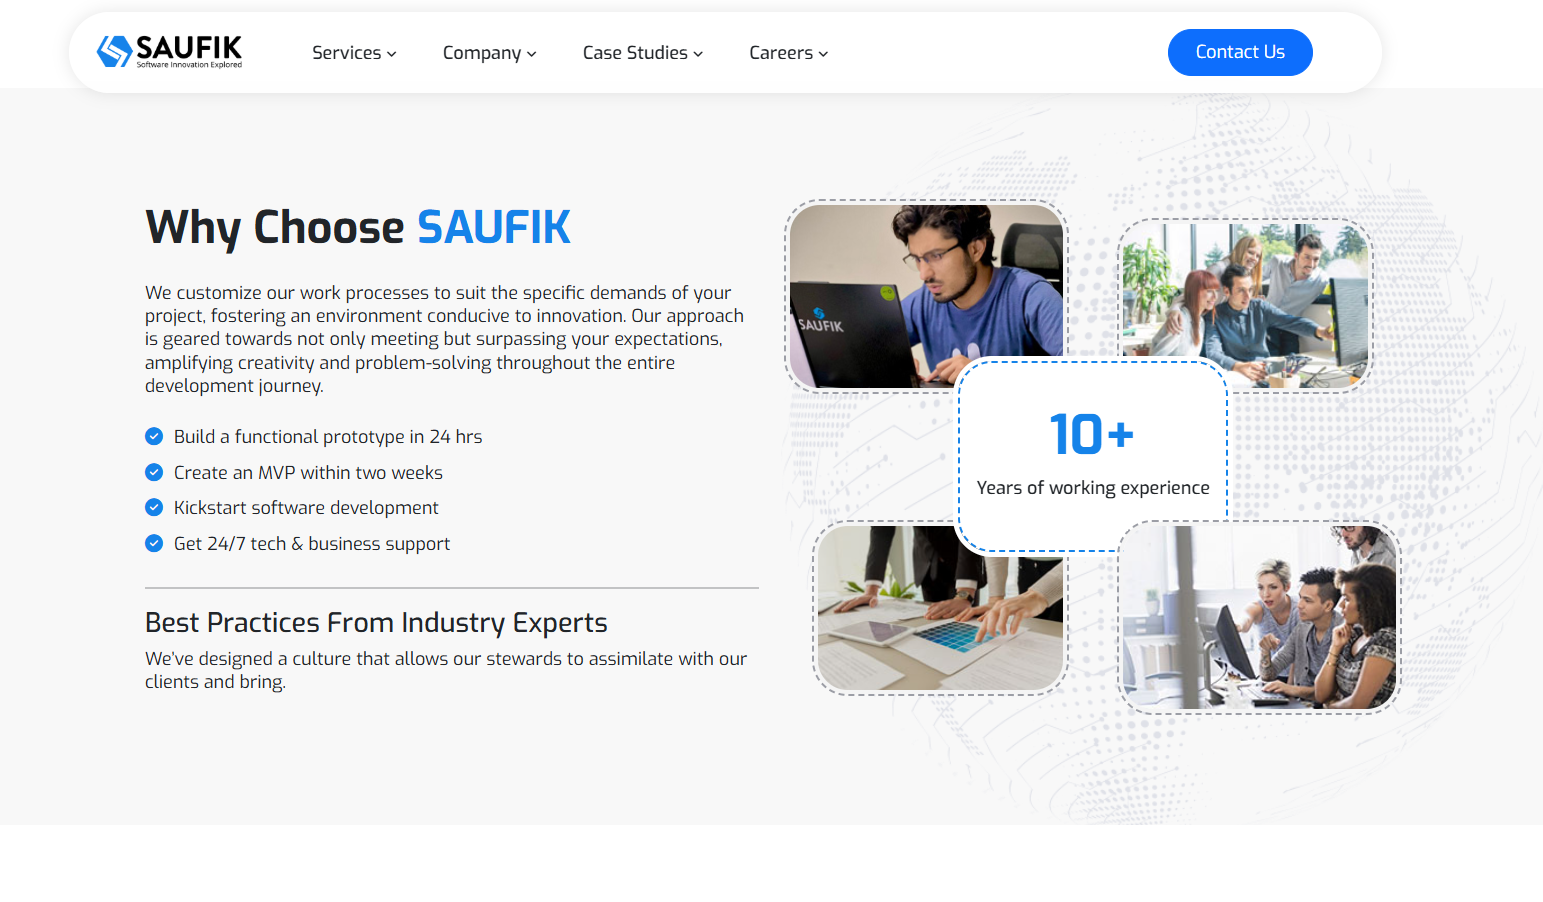 SAUFIK
Software Innovation Explored
Services
Company
Case Studies
Careers
Contact Us
Why Choose SAUFIK
We customize our work processes to suit the specific demands of your
project, fostering an environment conducive to innovation. Our approach
is geared towards not only meeting but surpassing your expectations,
amplifying creativity and problem-solving throughout the entire
development journey.
Build a functional prototype in 24 hrs
Create an MVP within two weeks
Kickstart software development
Get 24/7 tech & business support
Best Practices From Industry Experts
We've designed a culture that allows our stewards to assimilate with our
clients and bring.
SAUFIK
10+
Years of working experience